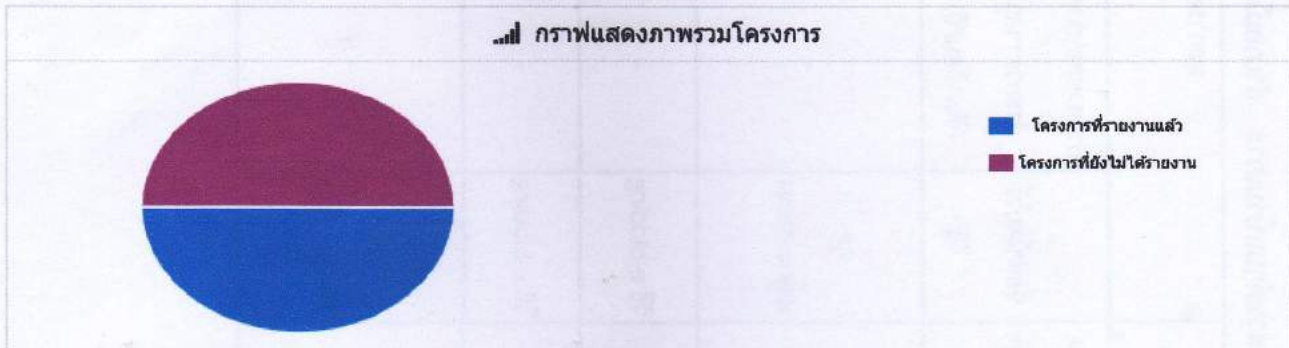 กราฟแสดงภาพรวมโครงการ
โครงการที่รายงานแล้ว
โครงการที่ยังไม่ได้รายงาน